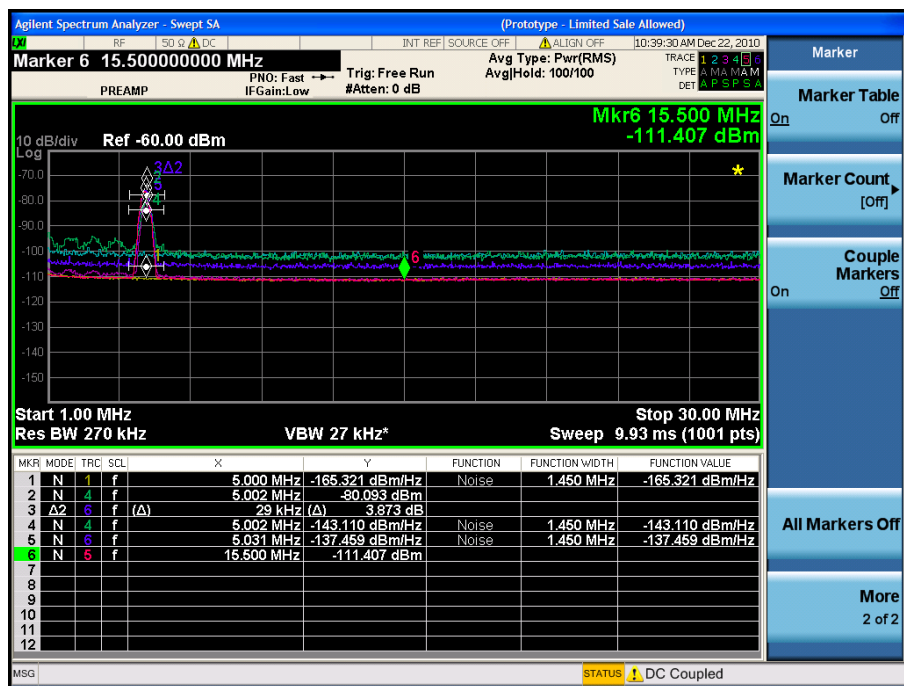 Agilent Spectrum Analyzer - Swept SA (Prototype - Limited Sale Allowed)
LXI RF 50 Ω DC INT REF SOURCE OFF ALIGN OFF 10:39:30 AM Dec 22, 2010
Marker 6 15.500000000 MHz Avg Type: Pwr(RMS) TRACE 1 2 3 4 5 6
PNO: Fast Trig: Free Run Avg|Hold: 100/100 TYPE A MA MA M
PREAMP IFGain:Low #Atten: 0 dB DET A P S P S A
Mkr6 15.500 MHz
10 dB/div Ref -60.00 dBm -111.407 dBm
Log
-70.0
-80.0
-90.0
-100
-110
-120
-130
-140
-150
3Δ2
2
5
4
1
6
*
Start 1.00 MHz Stop 30.00 MHz
Res BW 270 kHz VBW 27 kHz* Sweep 9.93 ms (1001 pts)
MKR MODE TRC SCL X Y FUNCTION FUNCTION WIDTH FUNCTION VALUE
1 N 1 f 5.000 MHz -165.321 dBm/Hz Noise 1.450 MHz -165.321 dBm/Hz
2 N 4 f 5.002 MHz -80.093 dBm
3 Δ2 6 f (Δ) 29 kHz (Δ) 3.873 dB
4 N 4 f 5.002 MHz -143.110 dBm/Hz Noise 1.450 MHz -143.110 dBm/Hz
5 N 6 f 5.031 MHz -137.459 dBm/Hz Noise 1.450 MHz -137.459 dBm/Hz
6 N 5 f 15.500 MHz -111.407 dBm
7
8
9
10
11
12
MSG STATUS DC Coupled
Marker
Marker Table
On Off
Marker Count
[Off]
Couple
Markers
On Off
All Markers Off
More
2 of 2